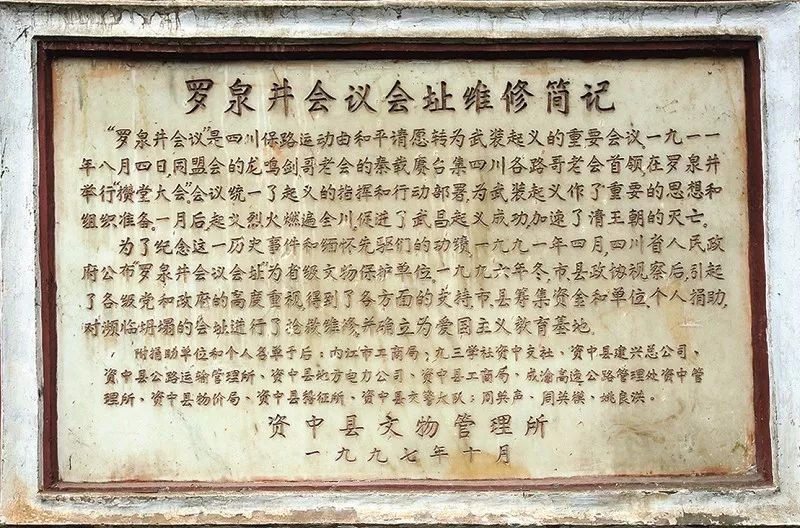 罗泉井会议会址维修简记
“罗泉井会议”是四川保路运动由和平请愿转为武装起义的重要会议,一九一一
年八月四日,同盟会的龙鸣剑哥老会的秦载赓召集四川各路哥老会首领在罗泉井
举行“攒堂大会”,会议统一了起义的指挥和行动部署,为武装起义作了重要的思想和
组织准备,一月后,起义烈火燃遍全川,促进了武昌起义成功,加速了清王朝的灭亡。
为了纪念这一历史事件和缅怀先驱们的功绩,一九九一年四月,四川省人民政
府公布“罗泉井会议会址”为省级文物保护单位,一九九六年冬,市县政协视察后,引起
了各级党和政府的高度重视,得到了各方面的支持市县筹集资金和单位,个人捐助,
对濒临坍塌的会址进行了抢救维修,并确立为爱国主义教育基地。
附捐助单位和个人名单于后:内江市工商局;九三学社资中支社、资中县建兴总公司、
资中县公路运输管理所、资中县地方电力公司、资中县工商局、成渝高速公路管理处资中管
理所、资中县物价局、资中县稽征所、资中县交警大队;周英声、周英模、姚良洪。
资中县文物管理所
一九九七年十月